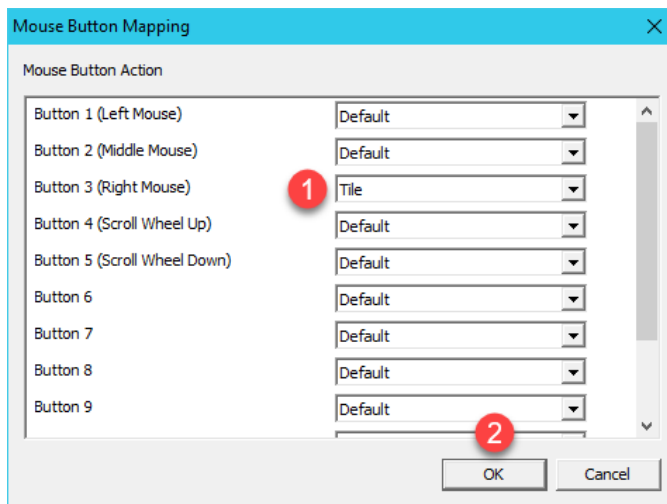 Mouse Button Mapping
Mouse Button Action
Button 1 (Left Mouse) Default
Button 2 (Middle Mouse) Default
Button 3 (Right Mouse) 1 Tile
Button 4 (Scroll Wheel Up) Default
Button 5 (Scroll Wheel Down) Default
Button 6 Default
Button 7 Default
Button 8 Default
Button 9 Default
2
OK Cancel